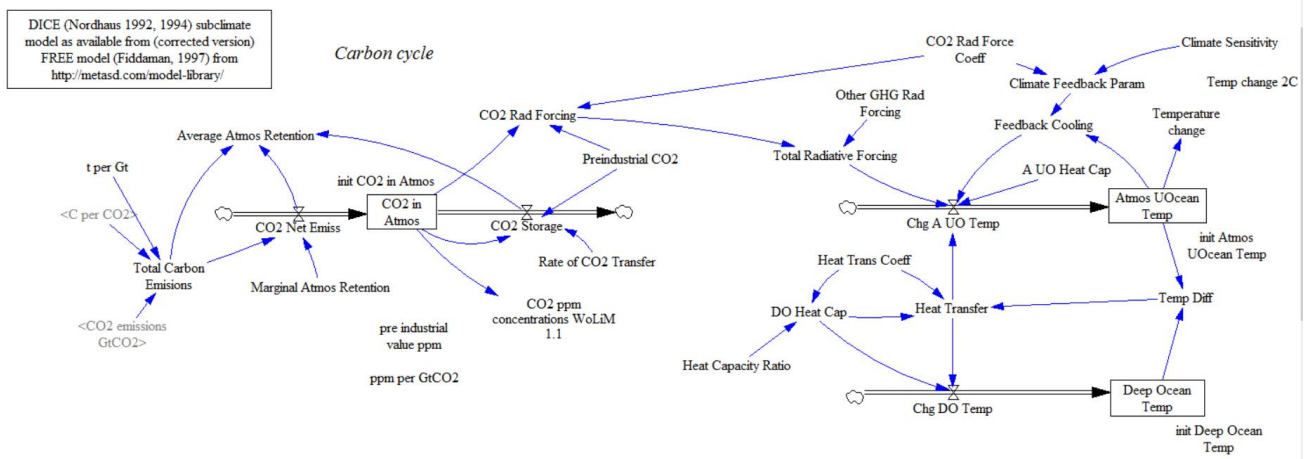 DICE (Nordhaus 1992, 1994) subclimate
model as available from (corrected version)
FREE model (Fiddaman, 1997) from
http://metasd.com/model-library/
Carbon cycle
CO2 Rad Force
Coeff
Climate Sensitivity
Climate Feedback Param
Temp change 2C
Other GHG Rad
Forcing
CO2 Rad Forcing
Feedback Cooling
Temperature
change
Average Atmos Retention
Total Radiative Forcing
Preindustrial CO2
t per Gt
A UO Heat Cap
init CO2 in Atmos
CO2 in
Atmos
Atmos UOcean
Temp
<C per CO2>
CO2 Net Emiss
CO2 Storage
Chg A UO Temp
init Atmos
UOcean Temp
Total Carbon
Emisions
Marginal Atmos Retention
Rate of CO2 Transfer
Heat Trans Coeff
CO2 ppm
concentrations WoLiM
1.1
DO Heat Cap
Heat Transfer
Temp Diff
<CO2 emissions
GtCO2>
pre industrial
value ppm
Heat Capacity Ratio
ppm per GtCO2
Chg DO Temp
Deep Ocean
Temp
init Deep Ocean
Temp